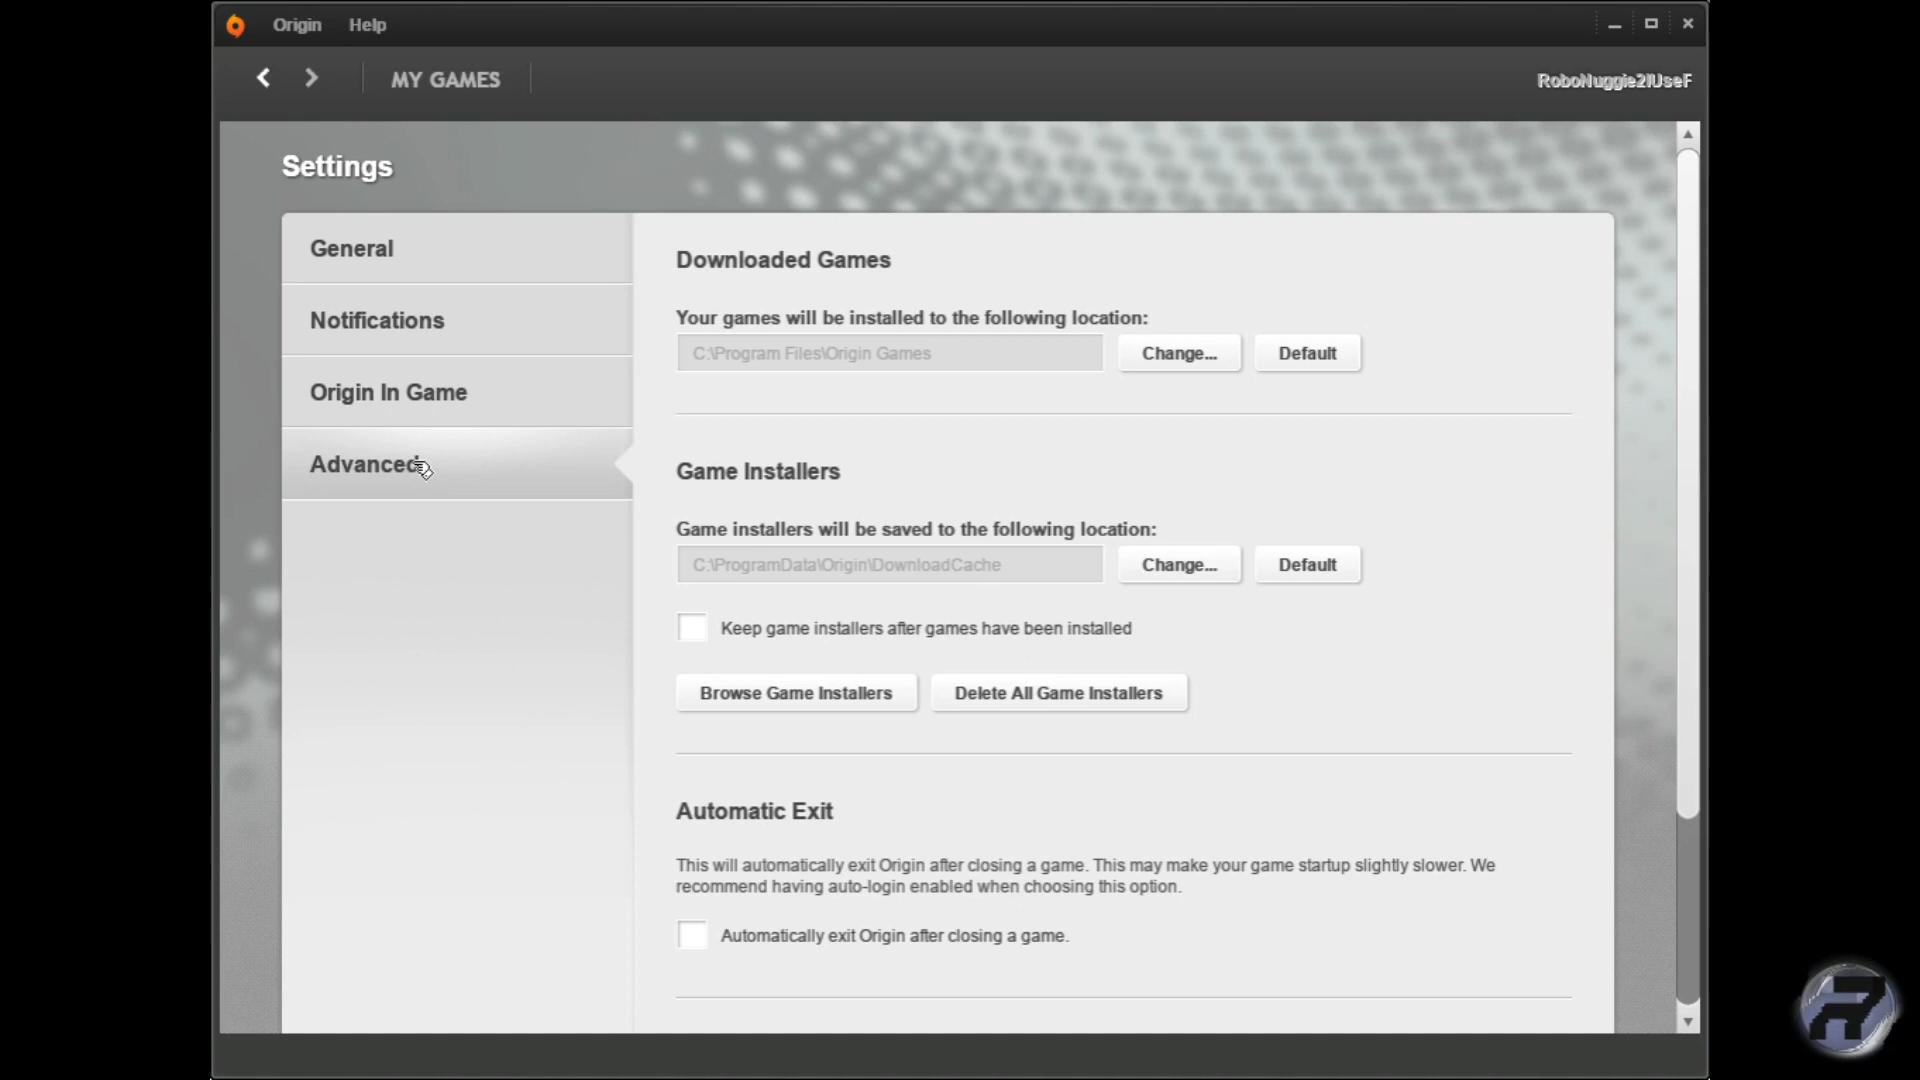 Origin Help
MY GAMES
RoboNuggie2IUseF
Settings
General
Notifications
Origin In Game
Advanced
Downloaded Games
Your games will be installed to the following location:
C:\Program Files\Origin Games Change... Default
Game Installers
Game installers will be saved to the following location:
C:\ProgramData\Origin\DownloadCache Change... Default
Keep game installers after games have been installed
Browse Game Installers Delete All Game Installers
Automatic Exit
This will automatically exit Origin after closing a game. This may make your game startup slightly slower. We
recommend having auto-login enabled when choosing this option.
Automatically exit Origin after closing a game.